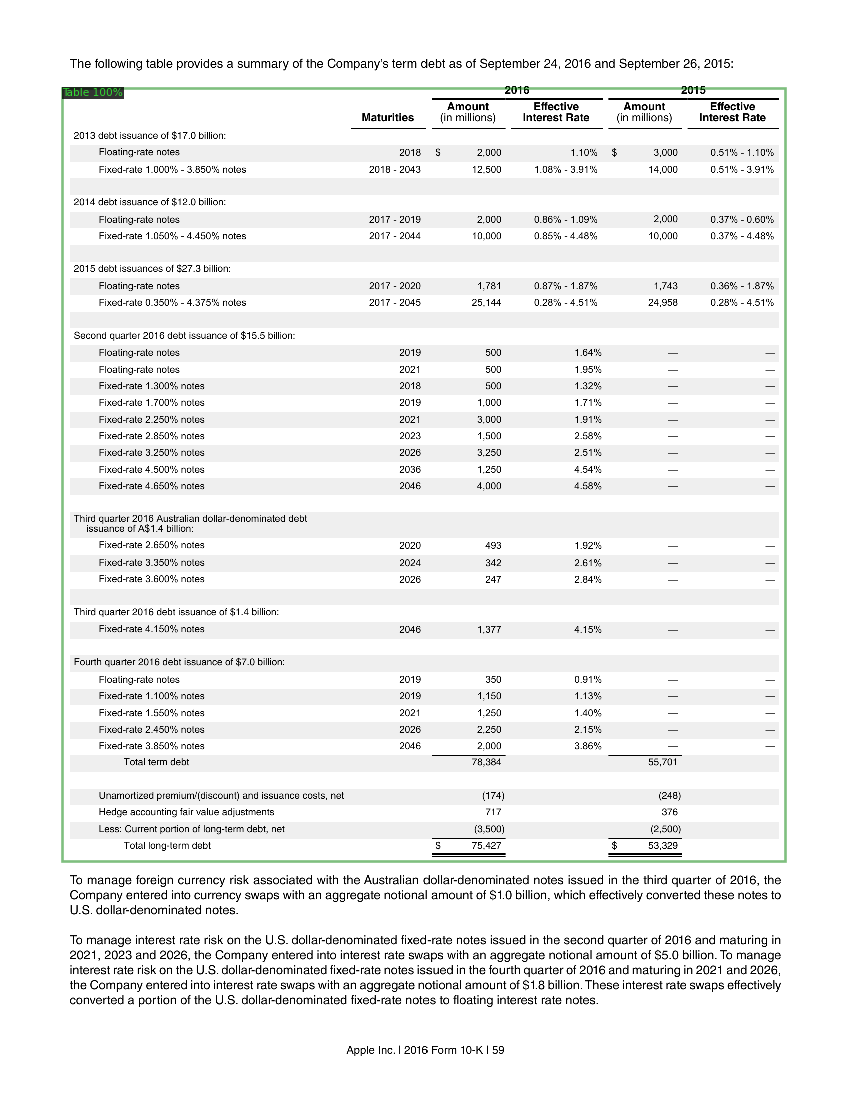 The following table provides a summary of the Company's term debt as of September 24, 2016 and September 26, 2015:
Table 100%
2016 2015
Maturities Amount (in millions) Effective Interest Rate Amount (in millions) Effective Interest Rate
2013 debt issuance of $17.0 billion:
Floating-rate notes 2018 $ 2,000 1.10% $ 3,000 0.51% - 1.10%
Fixed-rate 1.000% - 3.850% notes 2018 - 2043 12,500 1.08% - 3.91% 14,000 0.51% - 3.91%
2014 debt issuance of $12.0 billion:
Floating-rate notes 2017 - 2019 2,000 0.86% - 1.09% 2,000 0.37% - 0.60%
Fixed-rate 1.050% - 4.450% notes 2017 - 2044 10,000 0.85% - 4.48% 10,000 0.37% - 4.48%
2015 debt issuances of $27.3 billion:
Floating-rate notes 2017 - 2020 1,781 0.87% - 1.87% 1,743 0.36% - 1.87%
Fixed-rate 0.350% - 4.375% notes 2017 - 2045 25,144 0.28% - 4.51% 24,958 0.28% - 4.51%
Second quarter 2016 debt issuance of $15.5 billion:
Floating-rate notes 2019 500 1.64% — —
Floating-rate notes 2021 500 1.95% — —
Fixed-rate 1.300% notes 2018 500 1.32% — —
Fixed-rate 1.700% notes 2019 1,000 1.71% — —
Fixed-rate 2.250% notes 2021 3,000 1.91% — —
Fixed-rate 2.850% notes 2023 1,500 2.58% — —
Fixed-rate 3.250% notes 2026 3,250 2.51% — —
Fixed-rate 4.500% notes 2036 1,250 4.54% — —
Fixed-rate 4.650% notes 2046 4,000 4.58% — —
Third quarter 2016 Australian dollar-denominated debt
issuance of A$1.4 billion:
Fixed-rate 2.650% notes 2020 493 1.92% — —
Fixed-rate 3.350% notes 2024 342 2.61% — —
Fixed-rate 3.600% notes 2026 247 2.84% — —
Third quarter 2016 debt issuance of $1.4 billion:
Fixed-rate 4.150% notes 2046 1,377 4.15% — —
Fourth quarter 2016 debt issuance of $7.0 billion:
Floating-rate notes 2019 350 0.91% — —
Fixed-rate 1.100% notes 2019 1,150 1.13% — —
Fixed-rate 1.550% notes 2021 1,250 1.40% — —
Fixed-rate 2.450% notes 2026 2,250 2.15% — —
Fixed-rate 3.850% notes 2046 2,000 3.86% — —
Total term debt 78,384 55,701
Unamortized premium/(discount) and issuance costs, net (174) (248)
Hedge accounting fair value adjustments 717 376
Less: Current portion of long-term debt, net (3,500) (2,500)
Total long-term debt $ 75,427 $ 53,329
To manage foreign currency risk associated with the Australian dollar-denominated notes issued in the third quarter of 2016, the
Company entered into currency swaps with an aggregate notional amount of $1.0 billion, which effectively converted these notes to
U.S. dollar-denominated notes.
To manage interest rate risk on the U.S. dollar-denominated fixed-rate notes issued in the second quarter of 2016 and maturing in
2021, 2023 and 2026, the Company entered into interest rate swaps with an aggregate notional amount of $5.0 billion. To manage
interest rate risk on the U.S. dollar-denominated fixed-rate notes issued in the fourth quarter of 2016 and maturing in 2021 and 2026,
the Company entered into interest rate swaps with an aggregate notional amount of $1.8 billion. These interest rate swaps effectively
converted a portion of the U.S. dollar-denominated fixed-rate notes to floating interest rate notes.
Apple Inc. | 2016 Form 10-K | 59